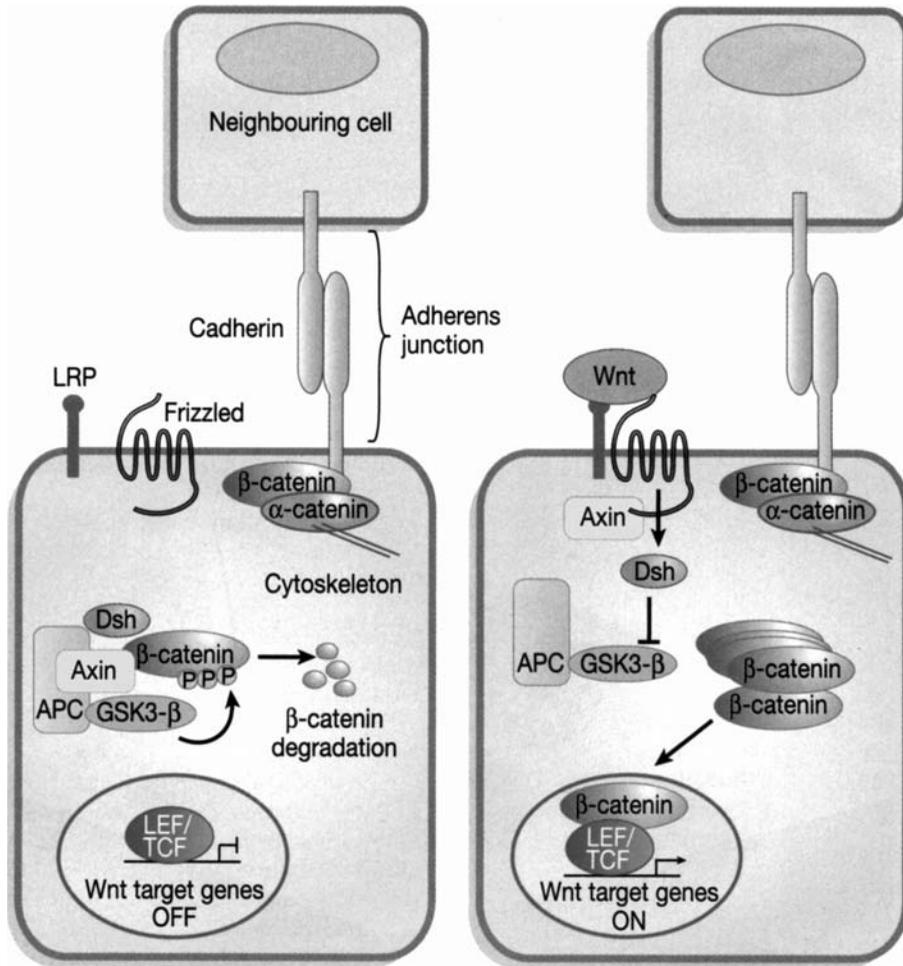 Neighbouring cell
Cadherin
Adherens
junction
LRP
Frizzled
β-catenin
α-catenin
Cytoskeleton
Dsh
β-catenin
Axin
P P P
APC
GSK3-β
β-catenin
degradation
LEF/
TCF
Wnt target genes
OFF
Wnt
β-catenin
α-catenin
Axin
Dsh
APC
GSK3-β
β-catenin
β-catenin
β-catenin
LEF/
TCF
Wnt target genes
ON